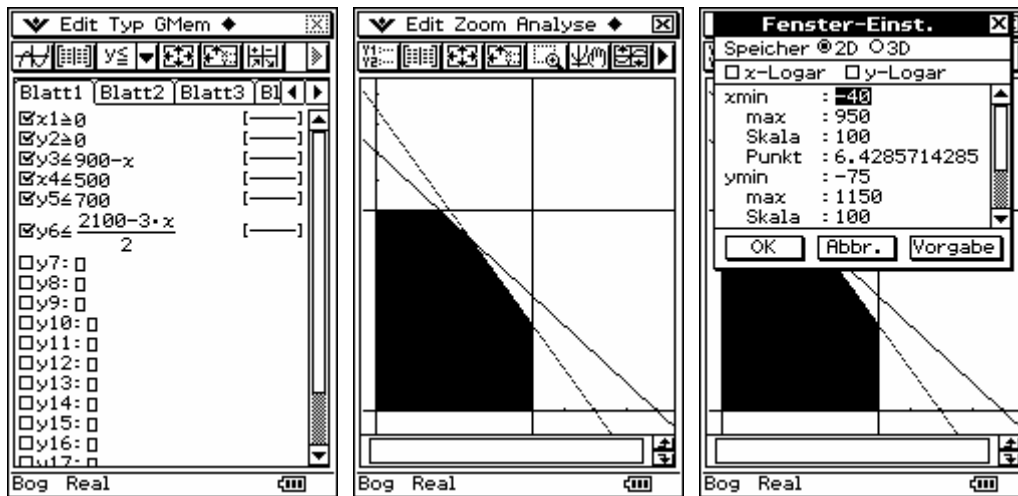 Edit Typ GMem
Blatt1 Blatt2 Blatt3 Bl
x1≥0 [——]
y2≥0 [——]
y3≤900-x [——]
x4≤500 [——]
y5≤700 [——]
y6≤ 2100-3·x [——]
2
y7:
y8:
y9:
y10:
y11:
y12:
y13:
y14:
y15:
y16:
y17:
Bog Real
Edit Zoom Analyse
Bog Real
Fenster-Einst.
Speicher 2D 3D
x-Logar y-Logar
xmin :-40
max :950
Skala :100
Punkt :6.4285714285
ymin :-75
max :1150
Skala :100
OK Abbr. Vorgabe
Bog Real